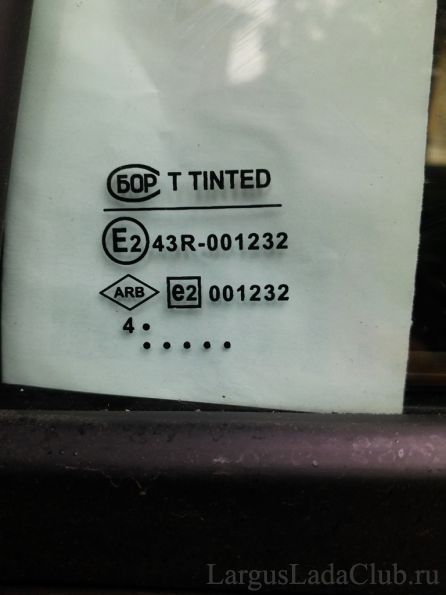 БОР T TINTED
E2 43R-001232
ARB e2 001232
4 .
. . . . .
LargusLadaClub.ru